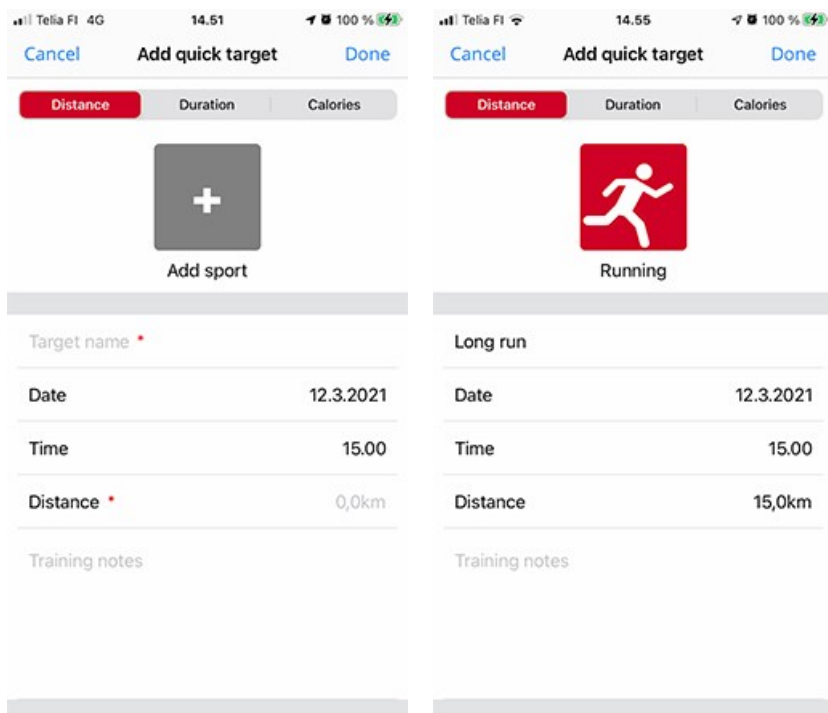 Telia FI 4G 14.51 100 %
Cancel Add quick target Done
Distance Duration Calories
+
Add sport
Target name *
Date 12.3.2021
Time 15.00
Distance * 0,0km
Training notes
Telia FI 14.55 100 %
Cancel Add quick target Done
Distance Duration Calories
Running
Long run
Date 12.3.2021
Time 15.00
Distance 15,0km
Training notes